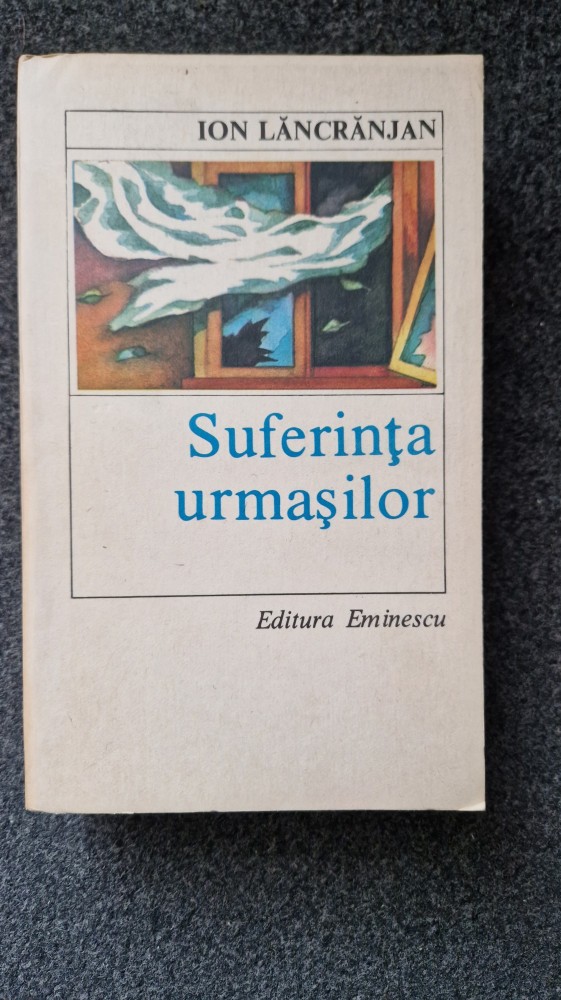 ION LĂNCRĂNJAN
Suferinţa
urmaşilor
Editura Eminescu